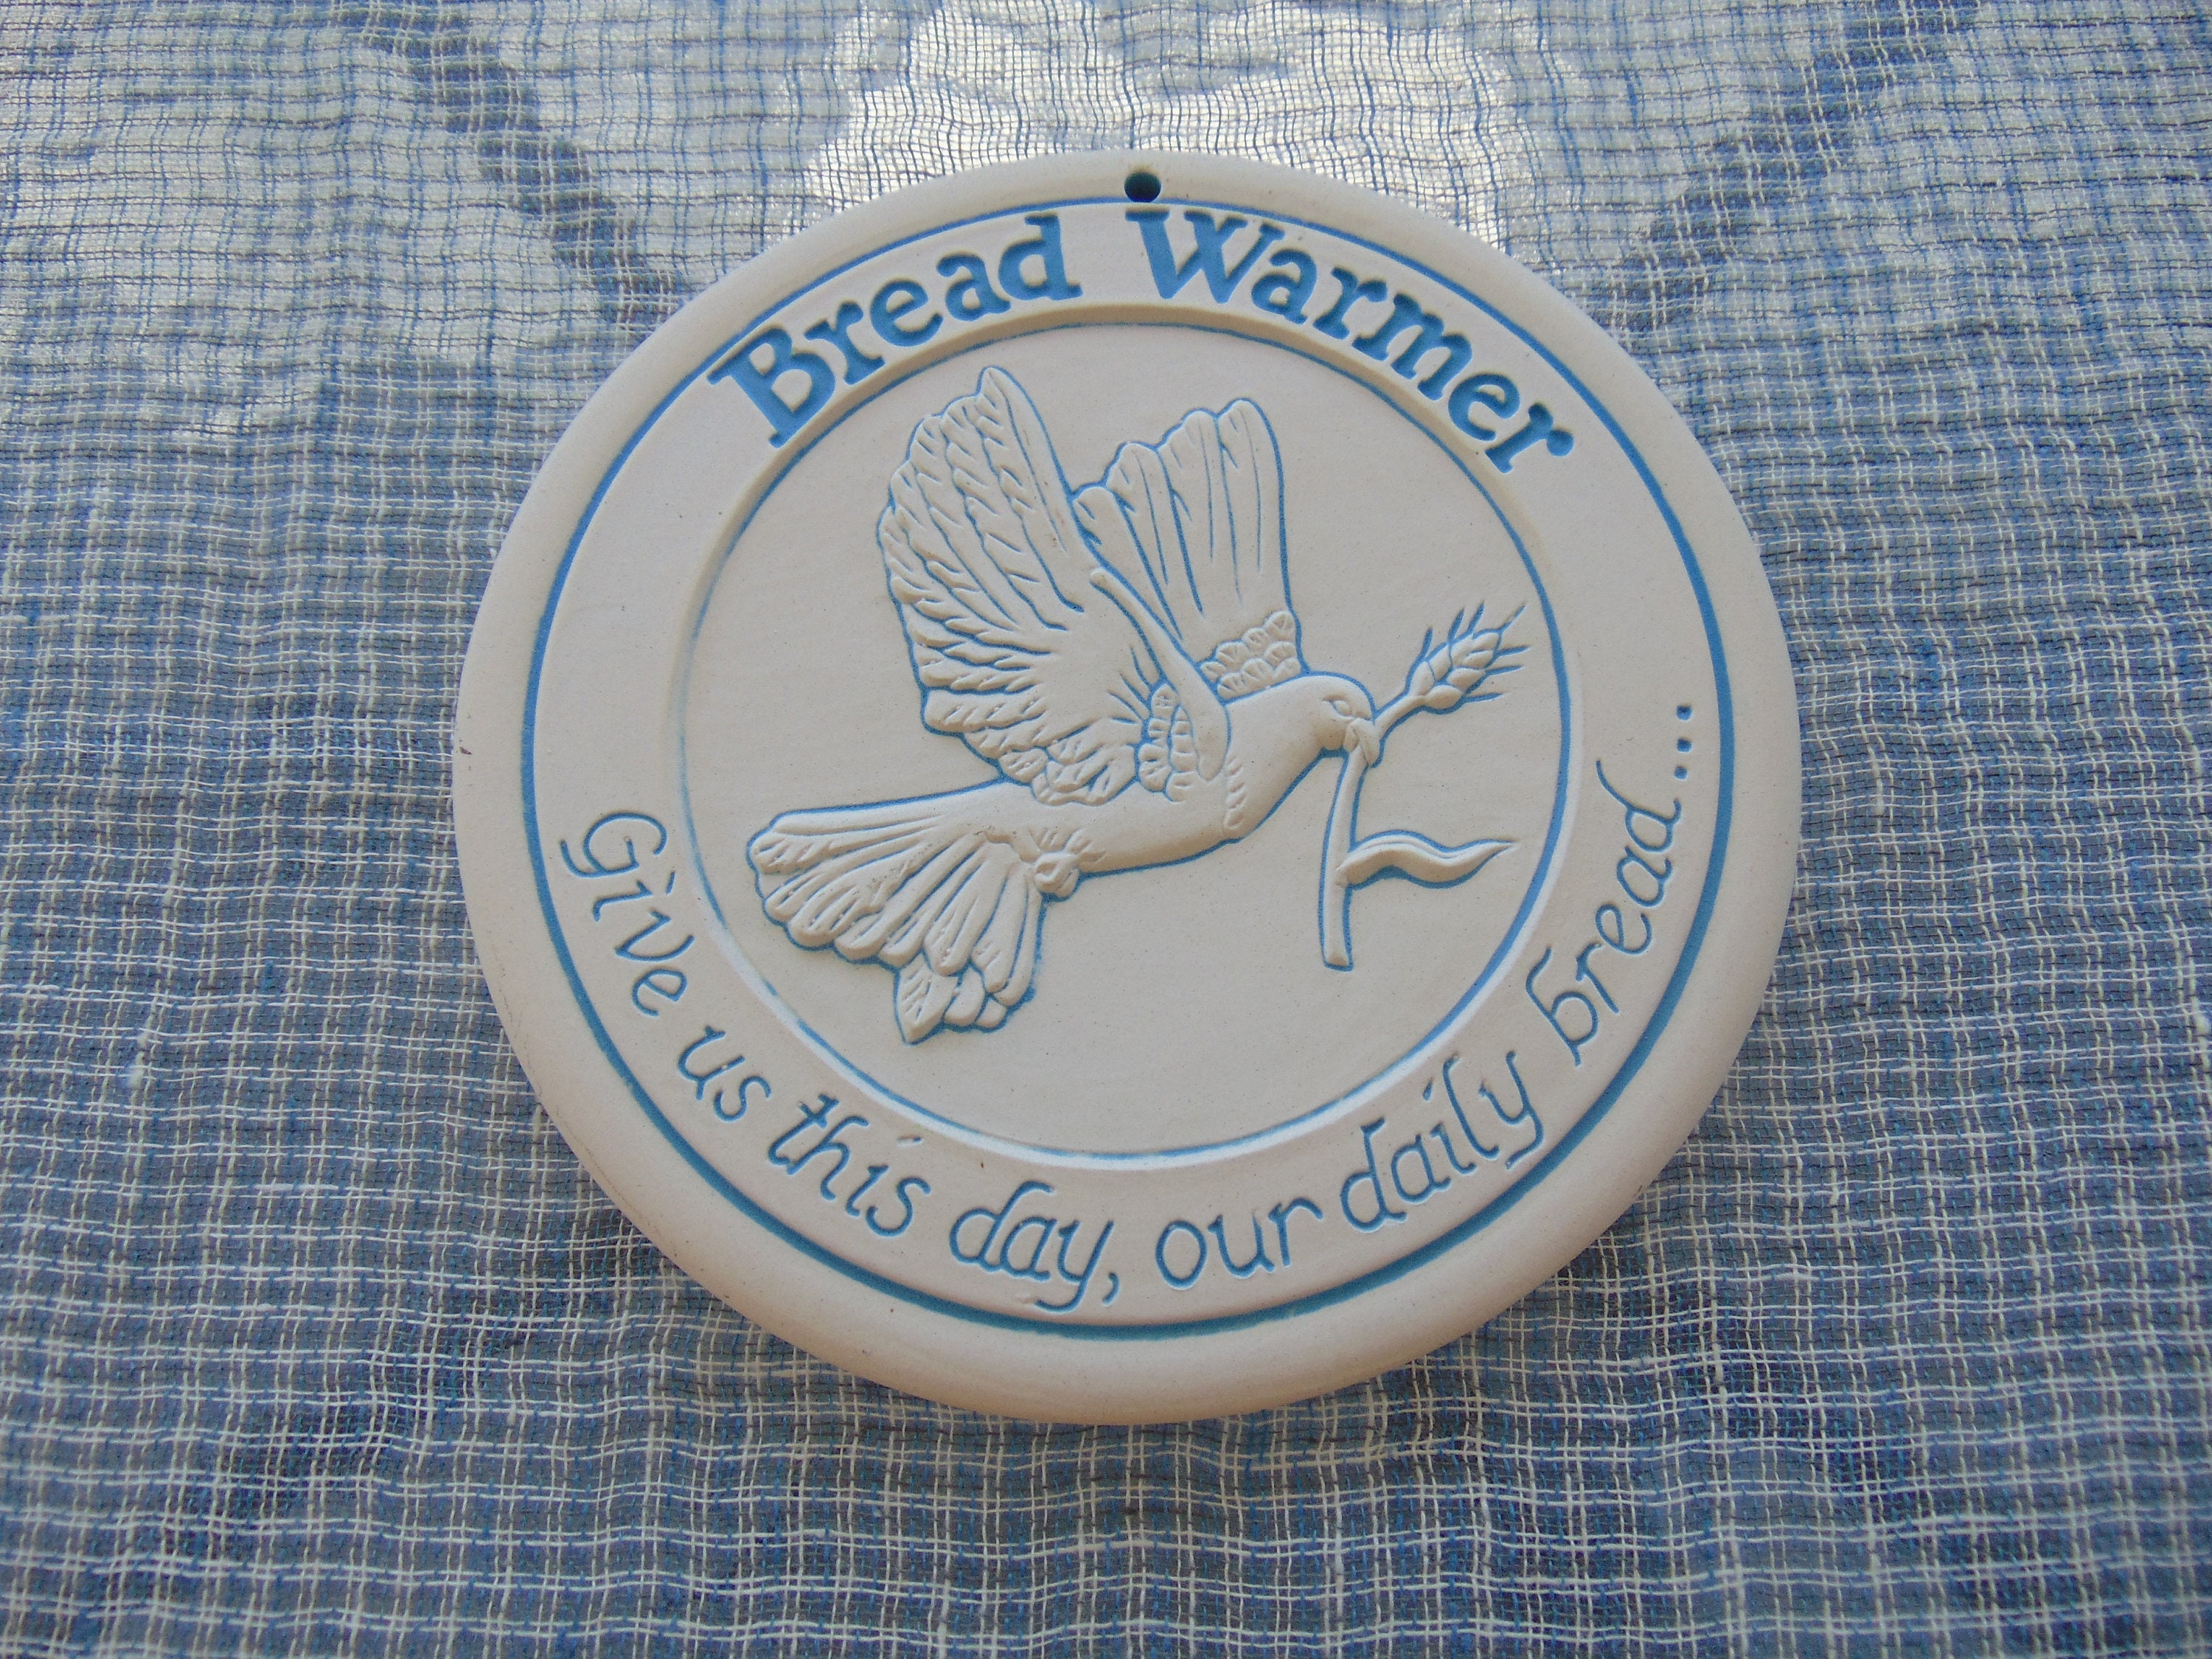 Bread Warmer
Give us this day, our daily bread...